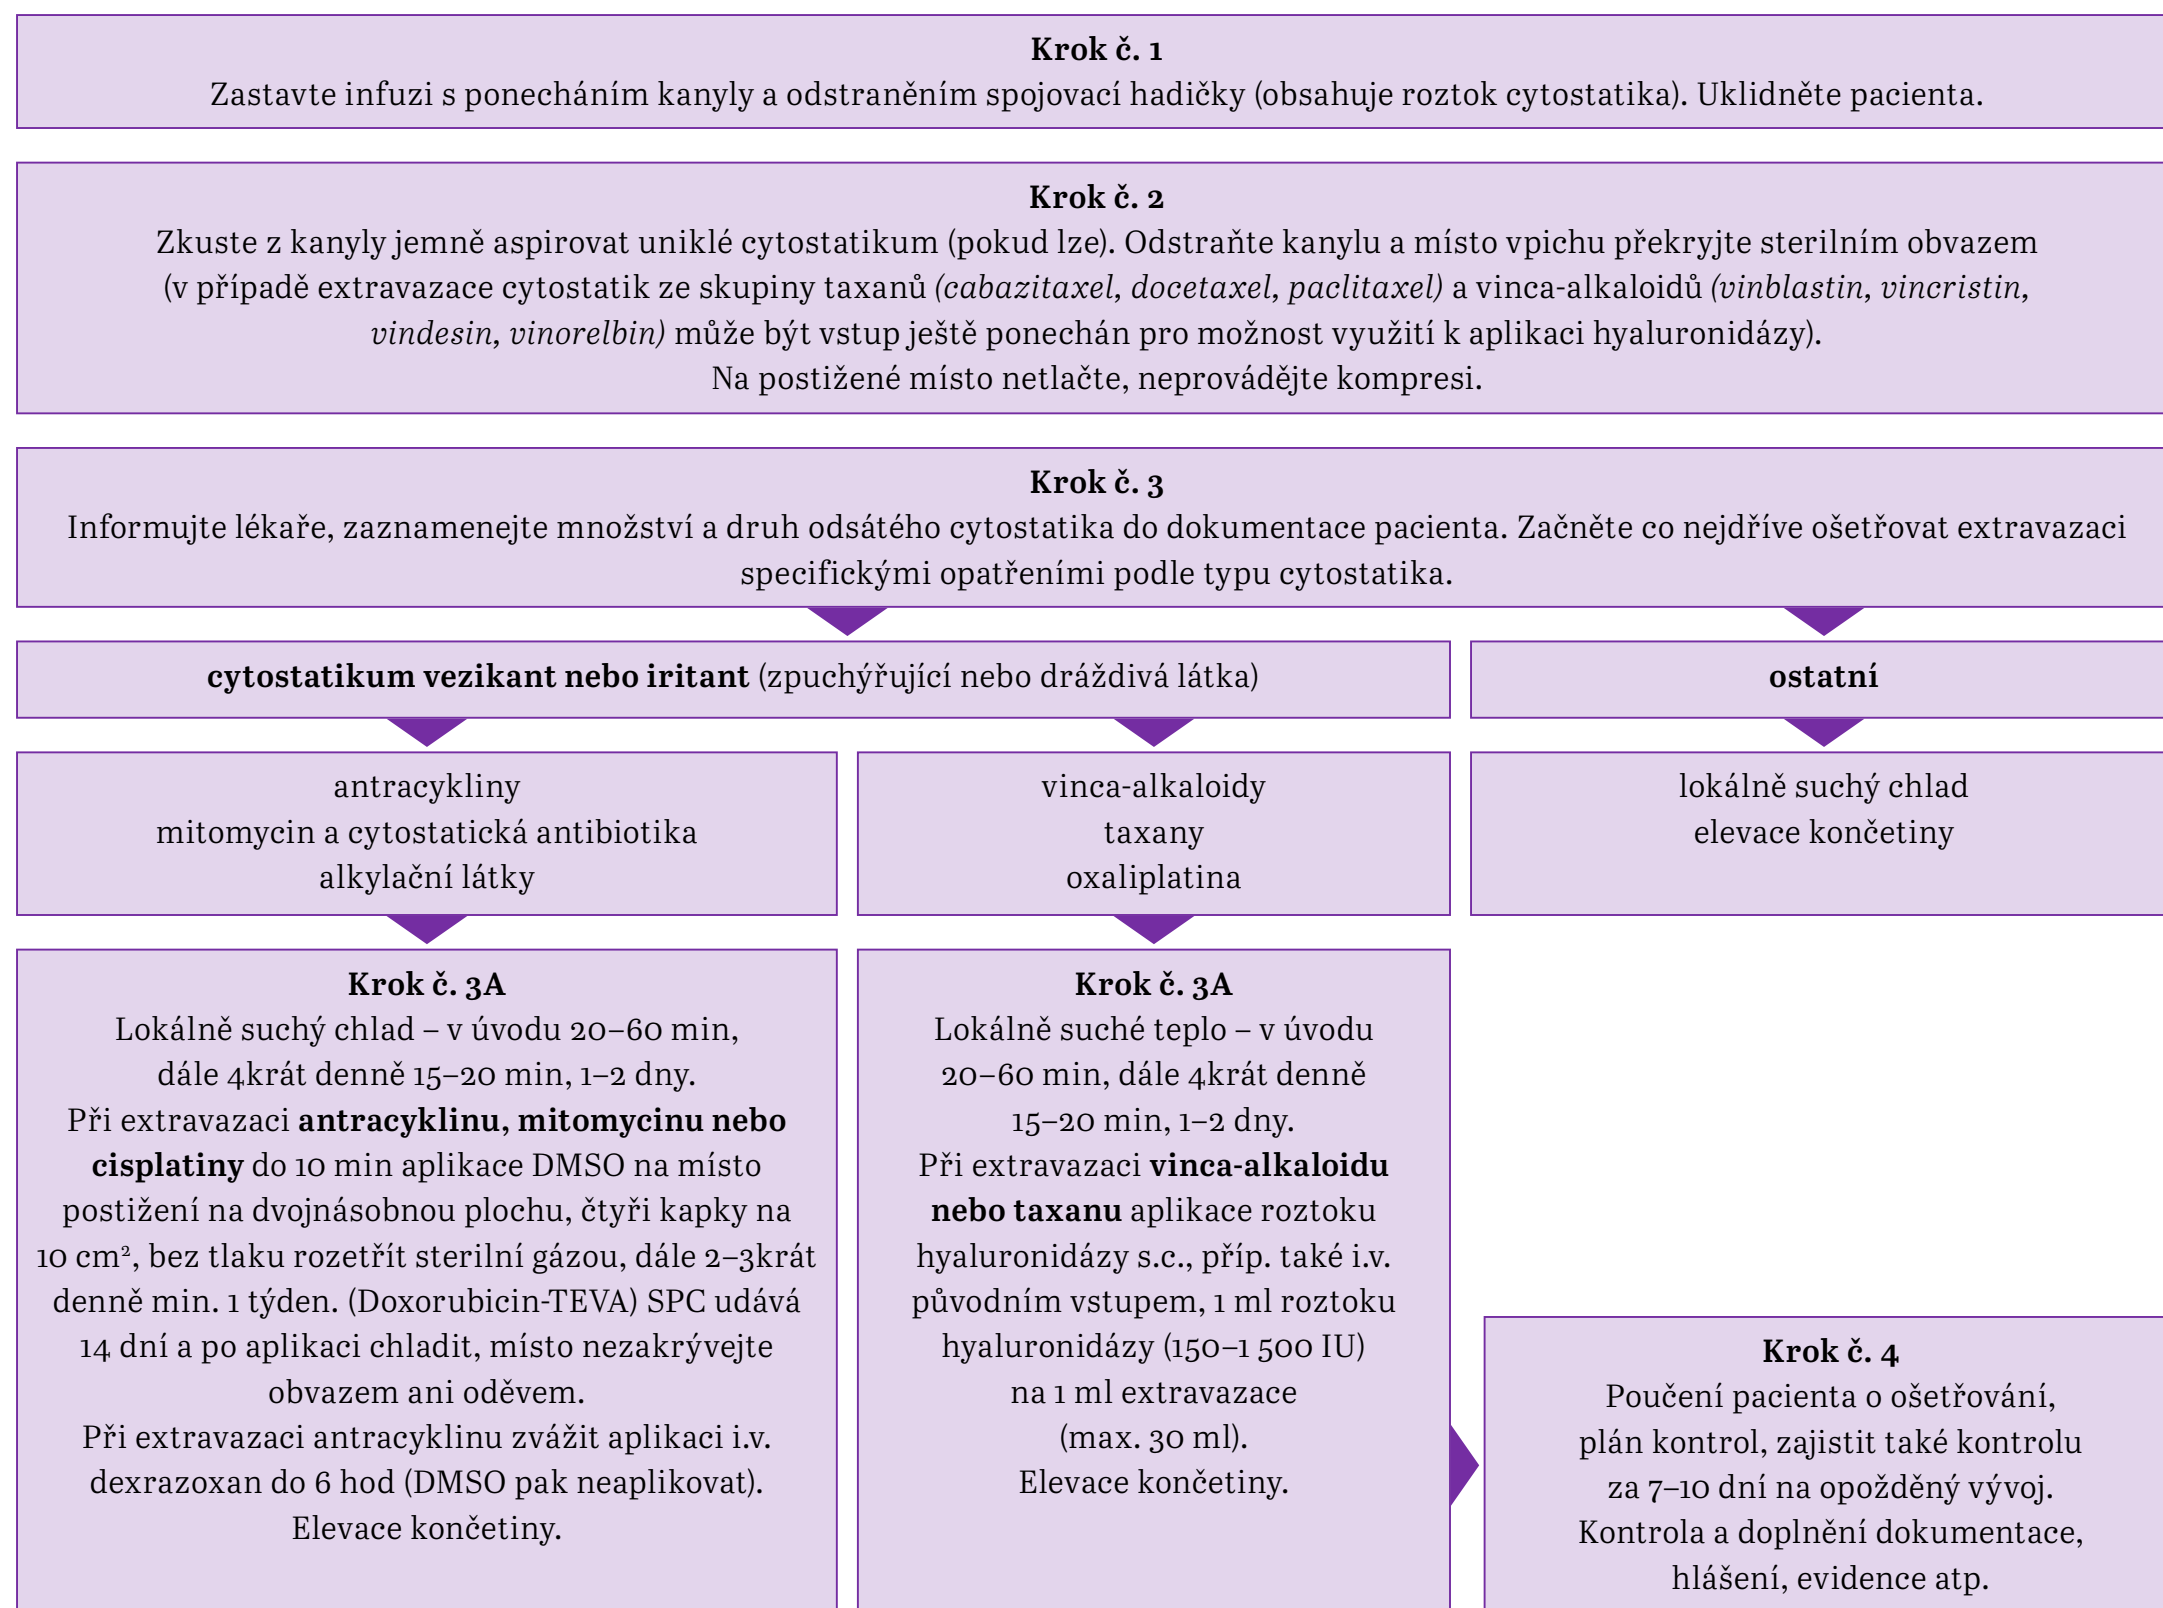 Krok č. 1
Zastavte infuzi s ponecháním kanyly a odstraněním spojovací hadičky (obsahuje roztok cytostatika). Uklidněte pacienta.
Krok č. 2
Zkuste z kanyly jemně aspirovat uniklé cytostatikum (pokud lze). Odstraňte kanylu a místo vpichu překryjte sterilním obvazem
(v případě extravazace cytostatik ze skupiny taxanů (cabazitaxel, docetaxel, paclitaxel) a vinca-alkaloidů (vinblastin, vincristin,
vindesin, vinorelbin) může být vstup ještě ponechán pro možnost využití k aplikaci hyaluronidázy).
Na postižené místo netlačte, neprovádějte kompresi.
Krok č. 3
Informujte lékaře, zaznamenejte množství a druh odsátého cytostatika do dokumentace pacienta. Začněte co nejdříve ošetřovat extravazaci
specifickými opatřeními podle typu cytostatika.
cytostatikum vezikant nebo iritant (zpuchýřující nebo dráždivá látka)
ostatní
antracykliny
mitomycin a cytostatická antibiotika
alkylační látky
vinca-alkaloidy
taxany
oxaliplatina
lokálně suchý chlad
elevace končetiny
Krok č. 3A
Lokálně suchý chlad – v úvodu 20–60 min,
dále 4krát denně 15–20 min, 1–2 dny.
Při extravazaci antracyklinu, mitomycinu nebo
cisplatiny do 10 min aplikace DMSO na místo
postižení na dvojnásobnou plochu, čtyři kapky na
10 cm², bez tlaku rozetřít sterilní gázou, dále 2–3krát
denně min. 1 týden. (Doxorubicin-TEVA) SPC udává
14 dní a po aplikaci chladit, místo nezakrývejte
obvazem ani oděvem.
Při extravazaci antracyklinu zvážit aplikaci i.v.
dexrazoxan do 6 hod (DMSO pak neaplikovat).
Elevace končetiny.
Krok č. 3A
Lokálně suché teplo – v úvodu
20–60 min, dále 4krát denně
15–20 min, 1–2 dny.
Při extravazaci vinca-alkaloidu
nebo taxanu aplikace roztoku
hyaluronidázy s.c., příp. také i.v.
původním vstupem, 1 ml roztoku
hyaluronidázy (150–1 500 IU)
na 1 ml extravazace
(max. 30 ml).
Elevace končetiny.
Krok č. 4
Poučení pacienta o ošetřování,
plán kontrol, zajistit také kontrolu
za 7–10 dní na opožděný vývoj.
Kontrola a doplnění dokumentace,
hlášení, evidence atp.